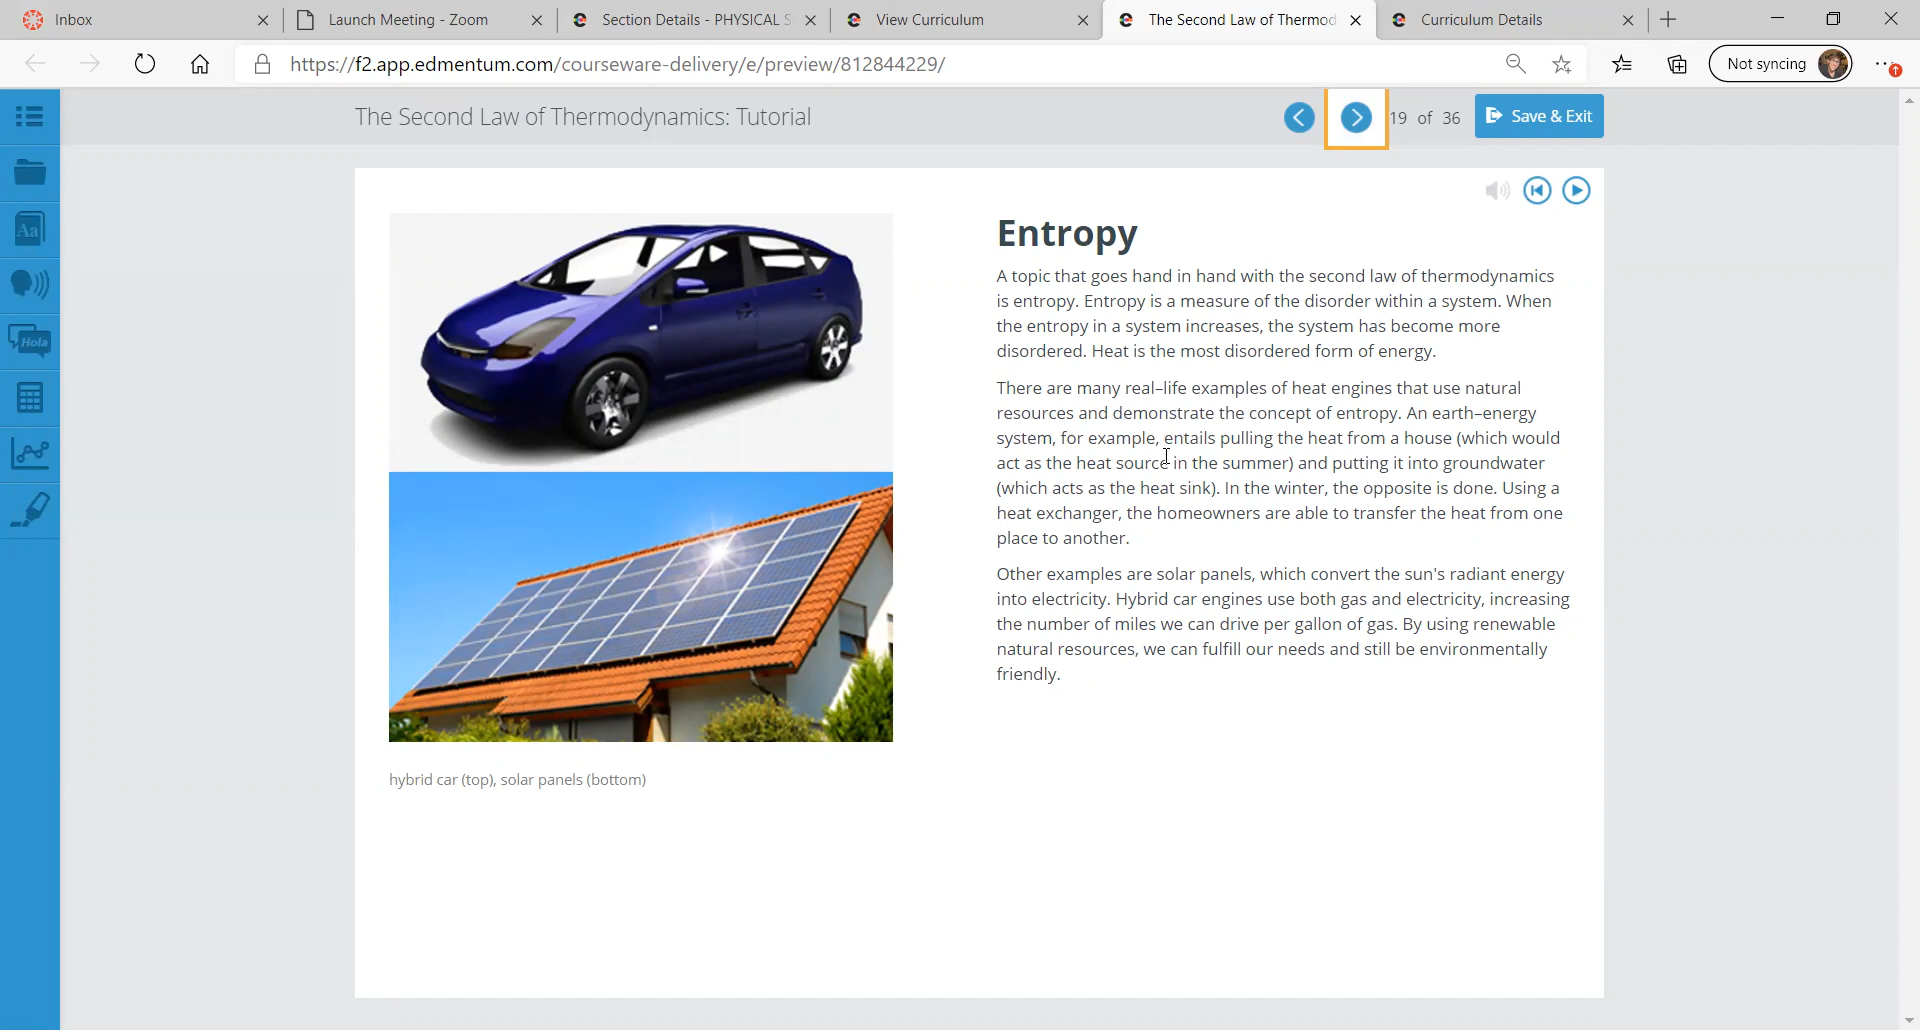 Inbox
Launch Meeting - Zoom
Section Details - PHYSICAL S
View Curriculum
The Second Law of Thermod
Curriculum Details
https://f2.app.edmentum.com/courseware-delivery/e/preview/812844229/
Not syncing
The Second Law of Thermodynamics: Tutorial
19 of 36
Save & Exit
Aa
Hola
Entropy
A topic that goes hand in hand with the second law of thermodynamics
is entropy. Entropy is a measure of the disorder within a system. When
the entropy in a system increases, the system has become more
disordered. Heat is the most disordered form of energy.
There are many real-life examples of heat engines that use natural
resources and demonstrate the concept of entropy. An earth-energy
system, for example, entails pulling the heat from a house (which would
act as the heat source in the summer) and putting it into groundwater
(which acts as the heat sink). In the winter, the opposite is done. Using a
heat exchanger, the homeowners are able to transfer the heat from one
place to another.
Other examples are solar panels, which convert the sun's radiant energy
into electricity. Hybrid car engines use both gas and electricity, increasing
the number of miles we can drive per gallon of gas. By using renewable
natural resources, we can fulfill our needs and still be environmentally
friendly.
hybrid car (top), solar panels (bottom)